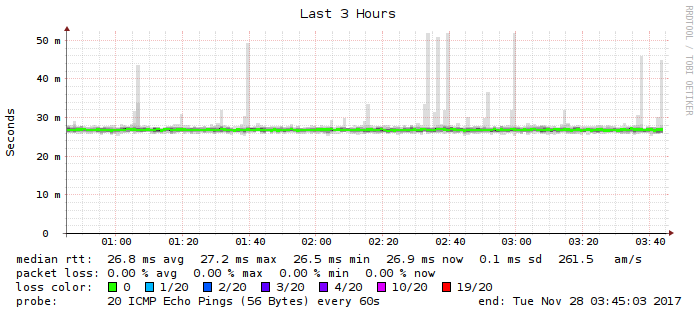 Last 3 Hours
RRDTOOL / TOBI OETIKER
Seconds
50 m
40 m
30 m
20 m
10 m
0
01:00 01:20 01:40 02:00 02:20 02:40 03:00 03:20 03:40
median rtt: 26.8 ms avg 27.2 ms max 26.5 ms min 26.9 ms now 0.1 ms sd 261.5 am/s
packet loss: 0.00 % avg 0.00 % max 0.00 % min 0.00 % now
loss color: 0 1/20 2/20 3/20 4/20 10/20 19/20
probe: 20 ICMP Echo Pings (56 Bytes) every 60s end: Tue Nov 28 03:45:03 2017